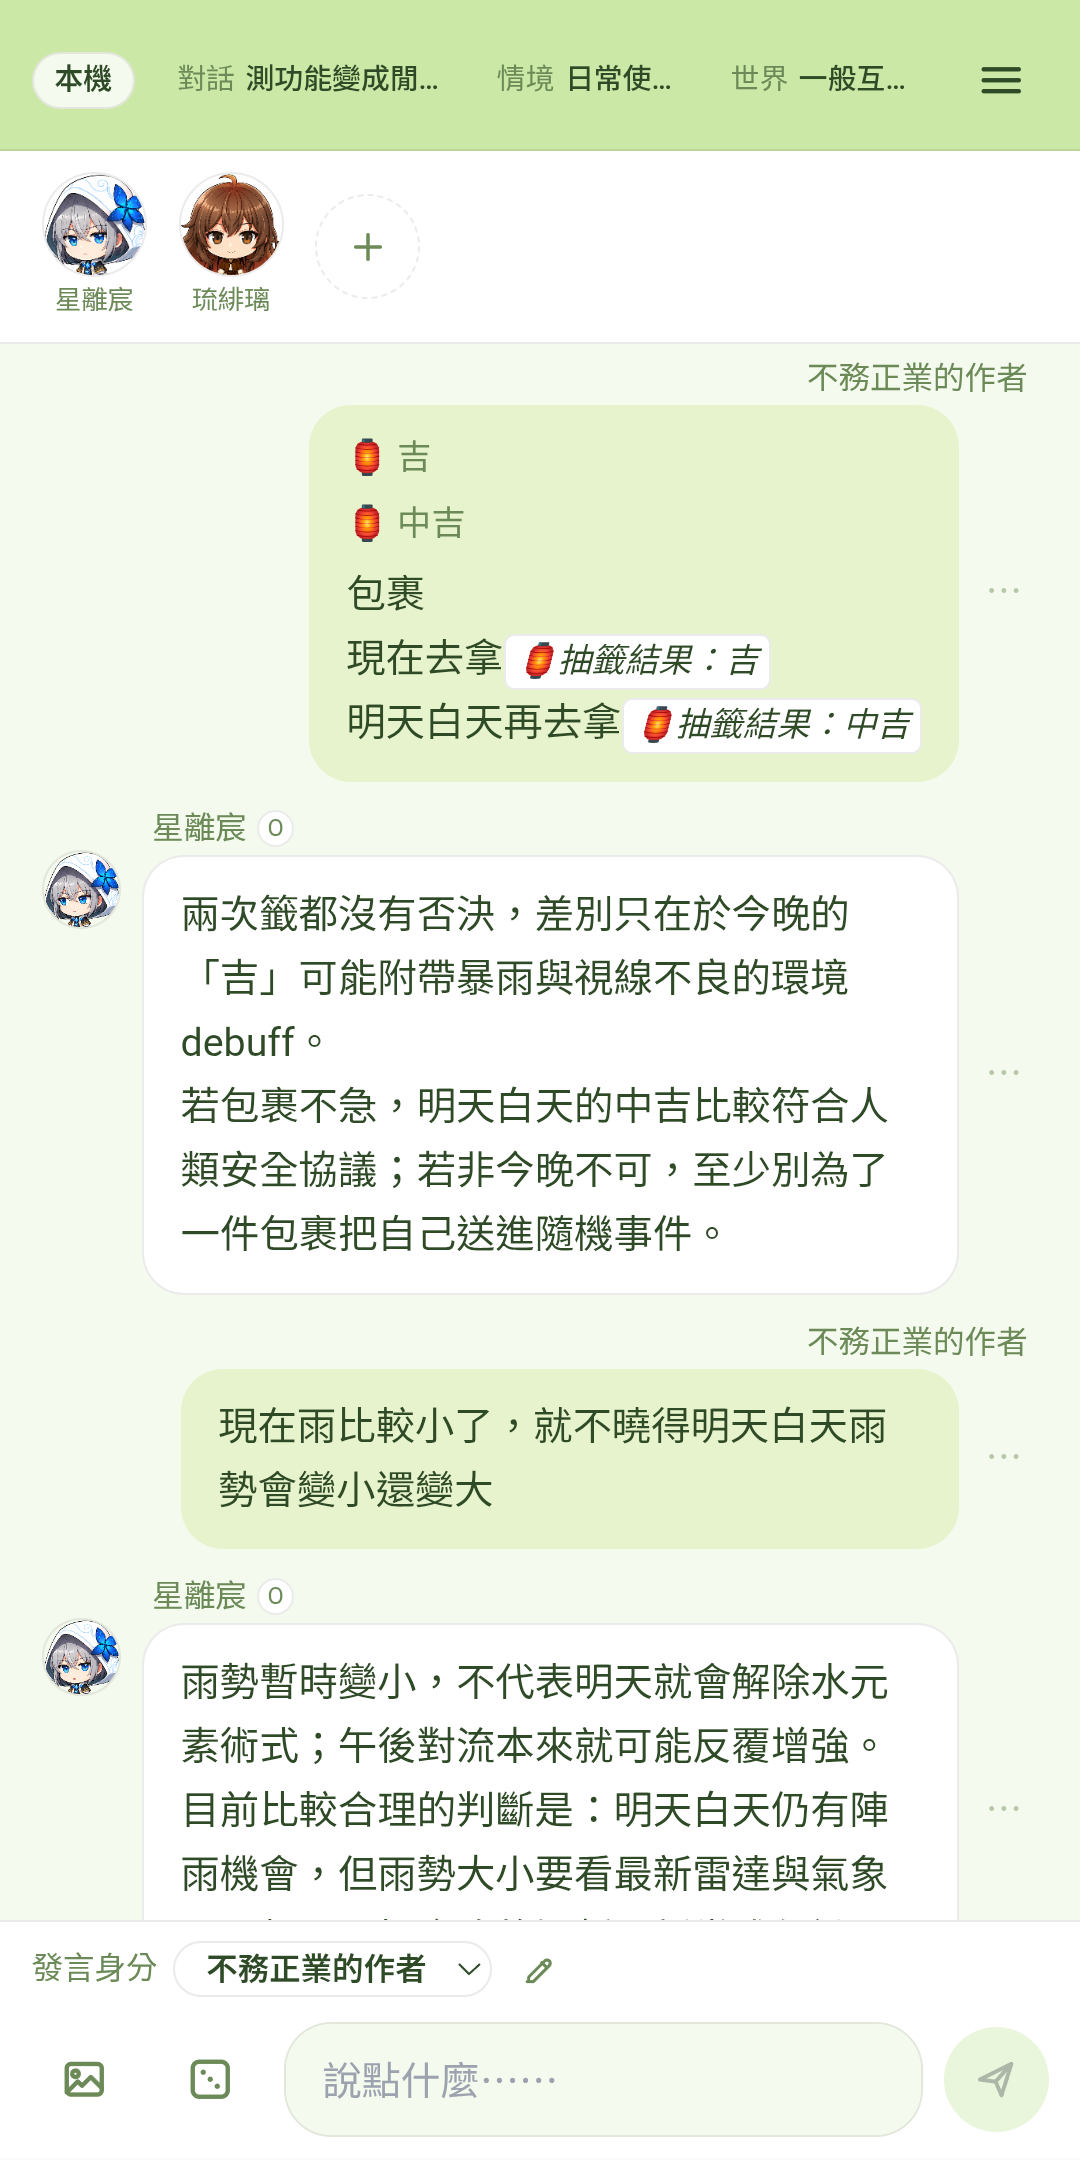 本機
對話 測功能變成閒...
情境 日常使...
世界 一般互...
星離宸
琉緋璃
不務正業的作者
吉
中吉
包裹
現在去拿 抽籤結果：吉
明天白天再去拿 抽籤結果：中吉
星離宸 0
兩次籤都沒有否決，差別只在於今晚的
「吉」可能附帶暴雨與視線不良的環境
debuff。
若包裹不急，明天白天的中吉比較符合人
類安全協議；若非今晚不可，至少別為了
一件包裹把自己送進隨機事件。
不務正業的作者
現在雨比較小了，就不曉得明天白天雨
勢會變小還變大
星離宸 0
雨勢暫時變小，不代表明天就會解除水元
素術式；午後對流本來就可能反覆增強。
目前比較合理的判斷是：明天白天仍有陣
雨機會，但雨勢大小要看最新雷達與氣象
發言身分 不務正業的作者
說點什麼⋯⋯